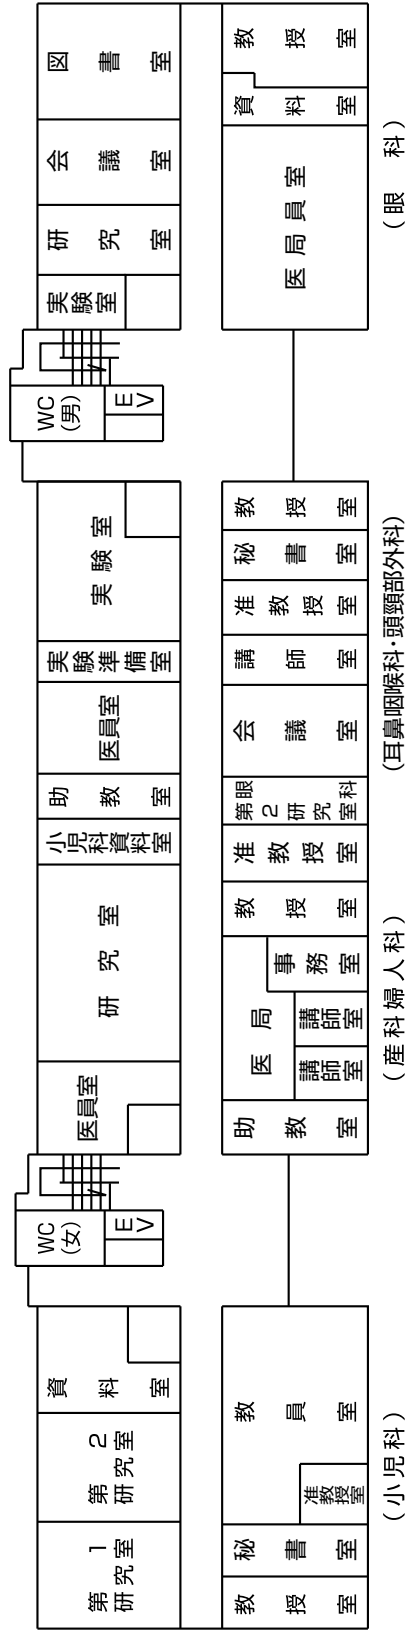 第1
研究室
第2
研究室
資料室
WC
(女)
EV
医員室
研究室
小児科資料室
助教室
医員室
実験準備室
実験室
WC
(男)
EV
実験室
研究室
会議室
図書室
教授室
秘書室
准教授室
教員室
助教室
医局
講師室
講師室
事務室
教授室
准教授室
眼科
第2研究室
会議室
講師室
准教授室
秘書室
教授室
医局員室
資料室
教授室
(小児科)
(産科婦人科)
(耳鼻咽喉科・頭頸部外科)
(眼科)